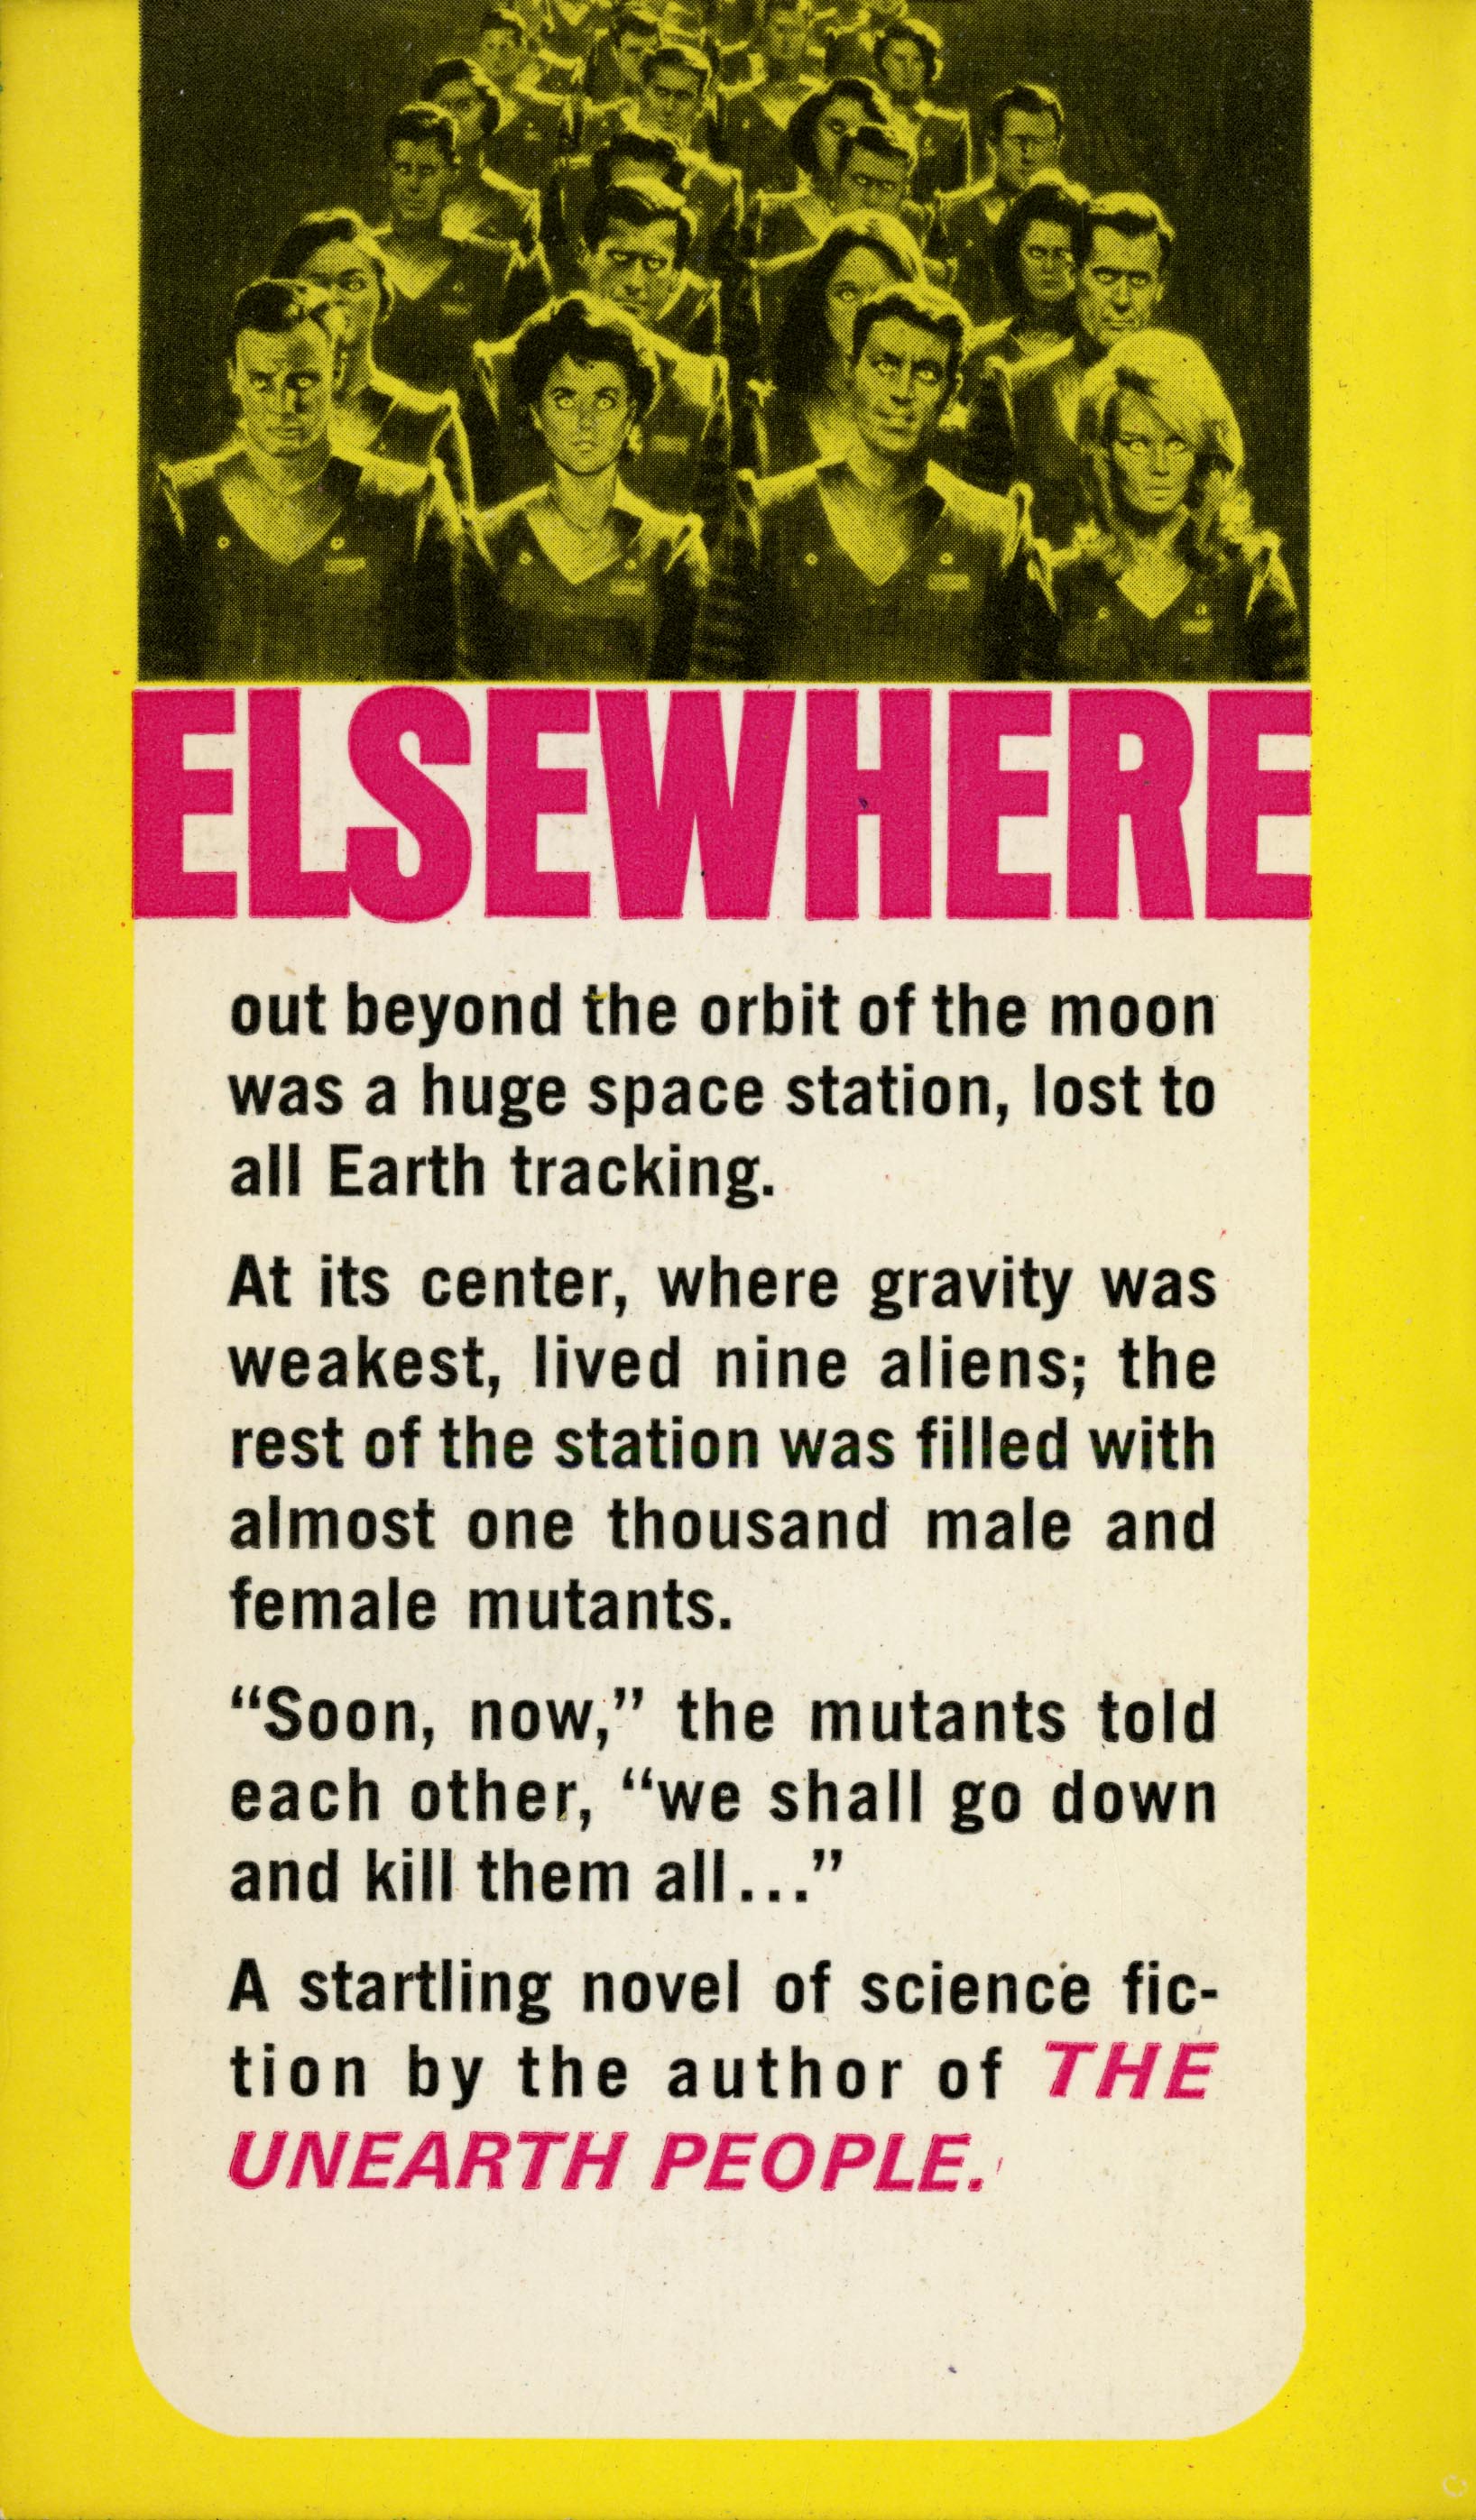 ELSEWHERE
out beyond the orbit of the moon
was a huge space station, lost to
all Earth tracking.
At its center, where gravity was
weakest, lived nine aliens; the
rest of the station was filled with
almost one thousand male and
female mutants.
“Soon, now,” the mutants told
each other, “we shall go down
and kill them all...”
A startling novel of science fic-
tion by the author of THE
UNEARTH PEOPLE.